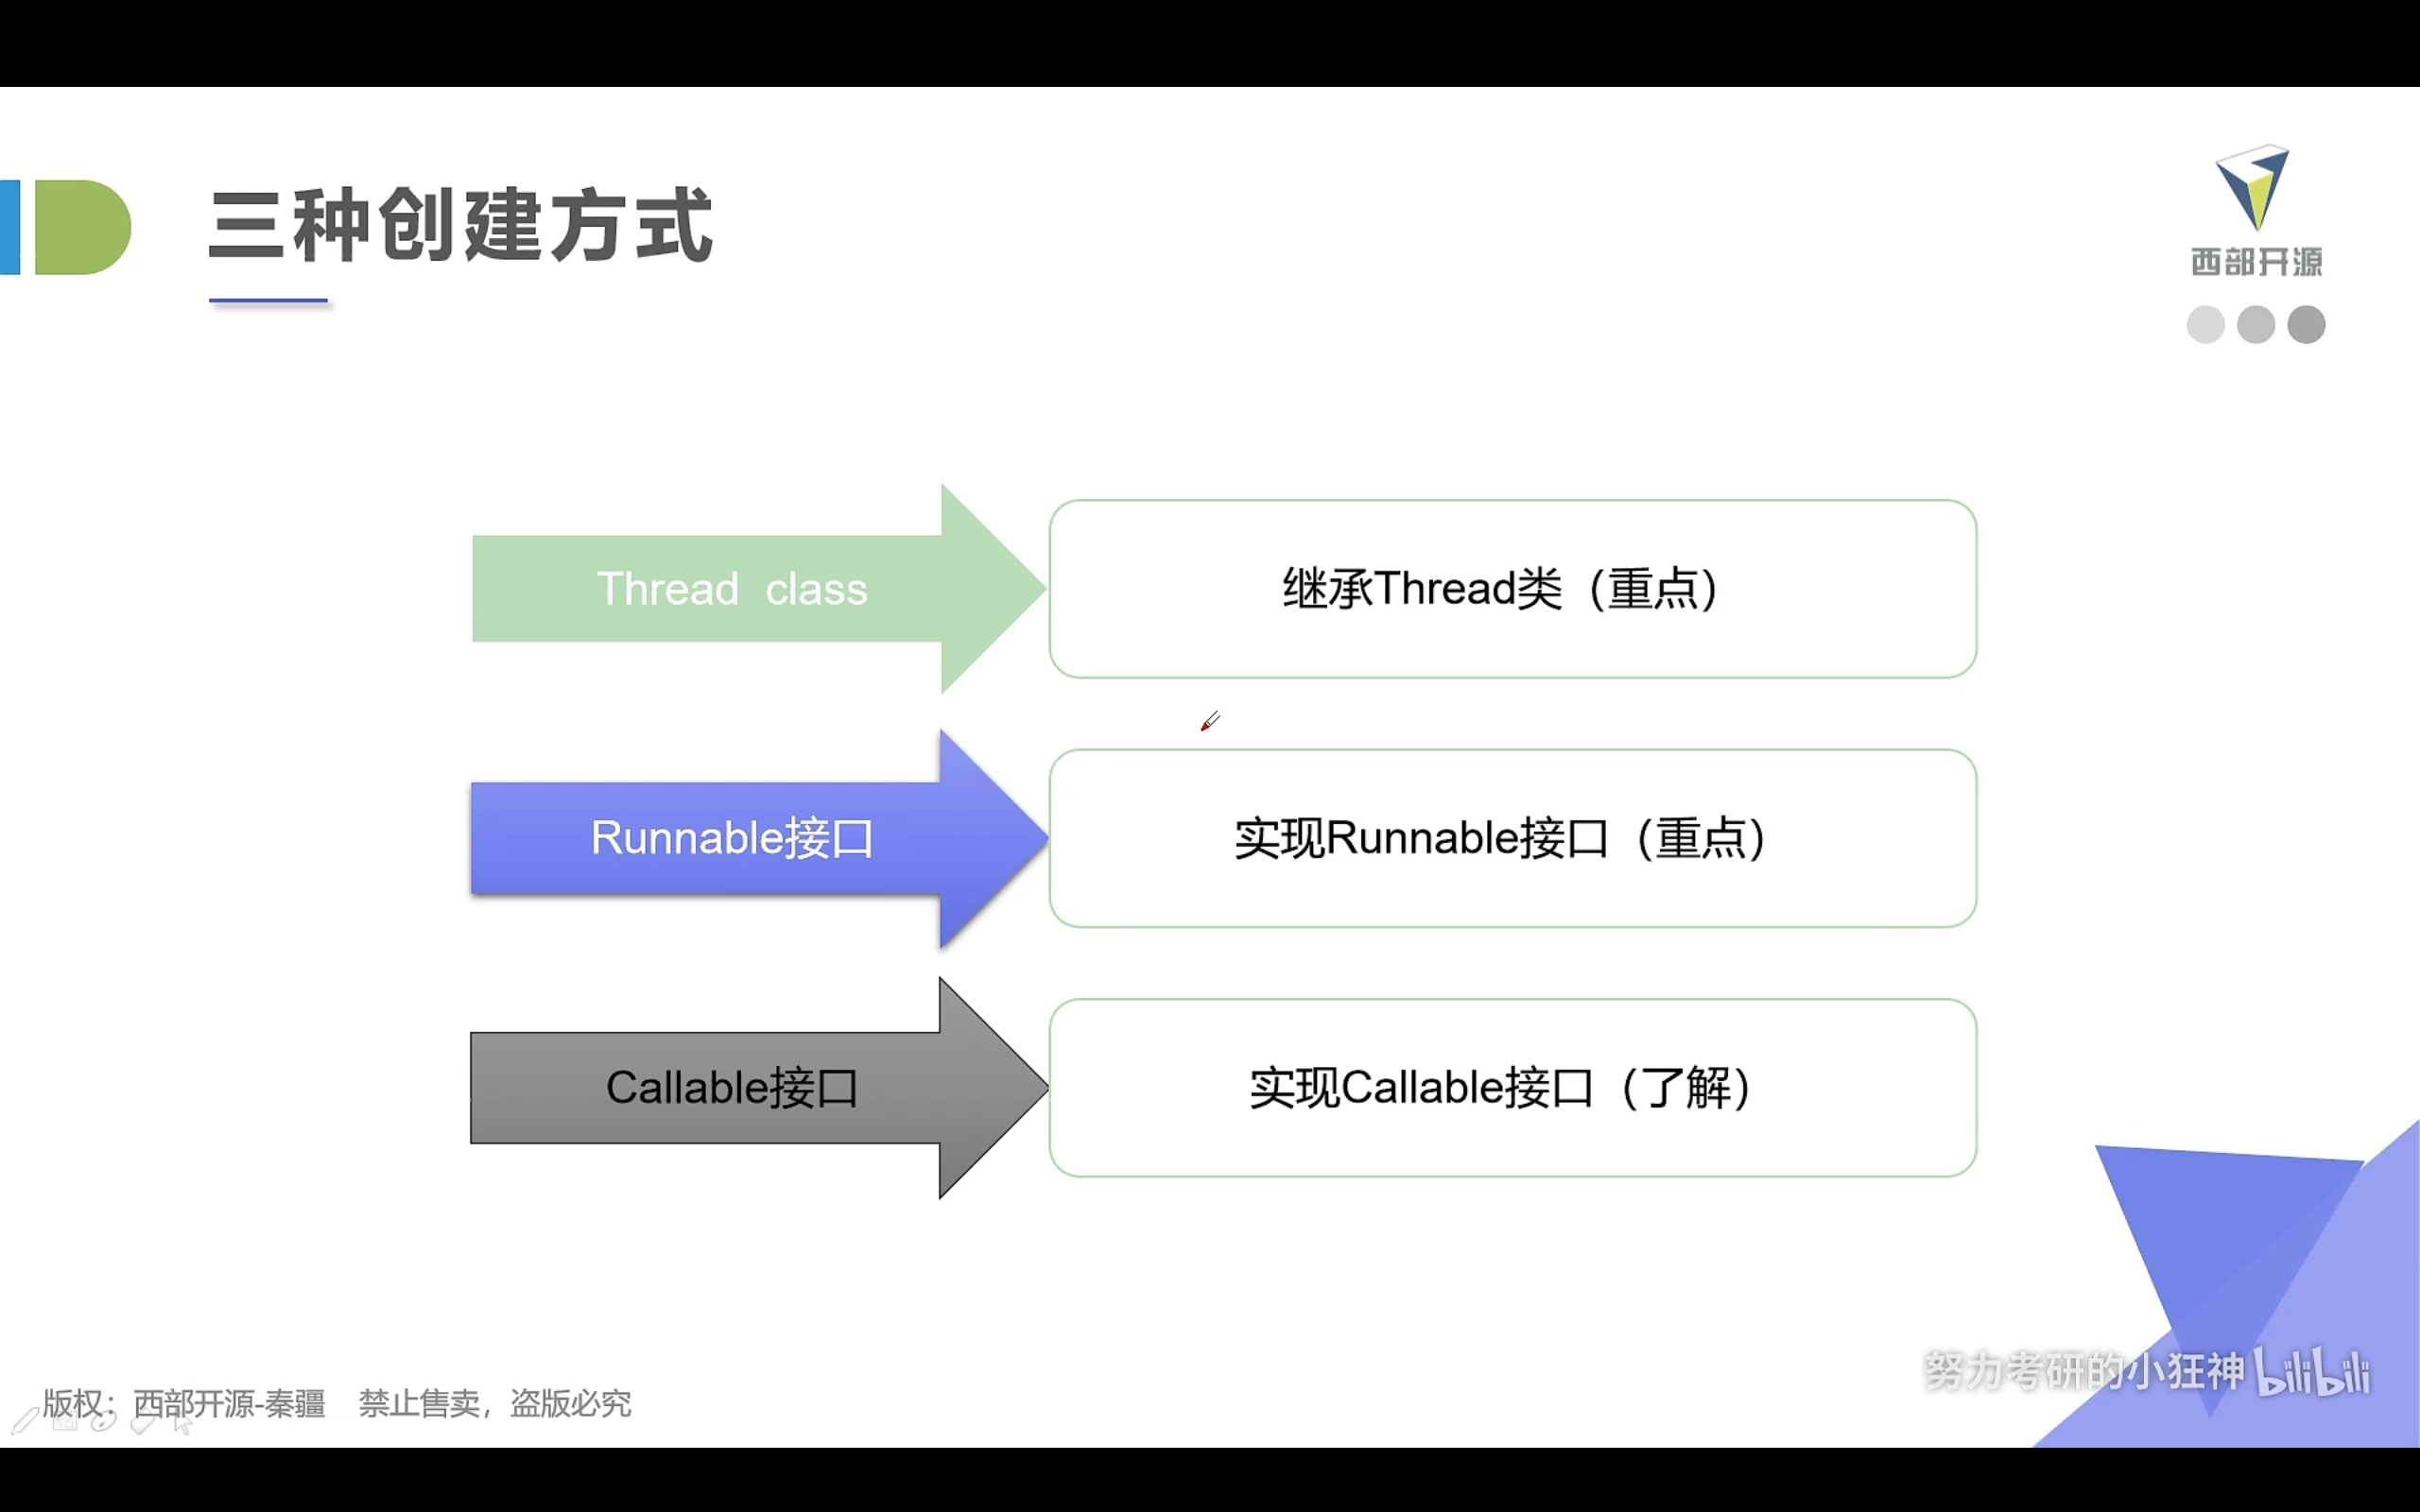 三种创建方式
西部开源
Thread class
继承Thread类（重点）
Runnable接口
实现Runnable接口（重点）
Callable接口
实现Callable接口（了解）
努力考研的小狂神 bilibili
版权：西部开源-秦疆 禁止售卖，盗版必究